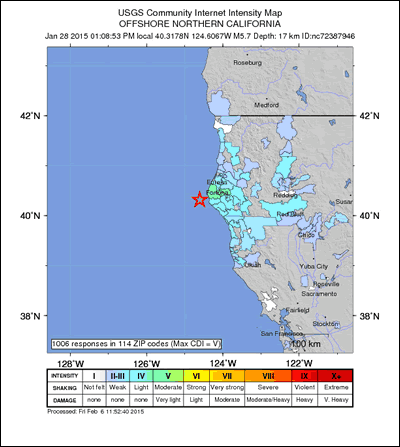 USGS Community Internet Intensity Map
OFFSHORE NORTHERN CALIFORNIA
Jan 28 2015 01:08:53 PM local 40.3178N 124.6067W M5.7 Depth: 17 km ID:nc72387946
Roseburg
Medford
42˚N
42˚N
Eureka
Fortuna
Redding
Susan
40˚N
40˚N
Red Bluff
Chico
Ukiah
Yuba City
Roseville
Sacramento
Fairfield
38˚N
38˚N
Stockton
San Francisco
1006 responses in 114 ZIP codes (Max CDI = V)
100 km
128˚W
126˚W
124˚W
122˚W
INTENSITY I II-III IV V VI VII VIII IX X+
SHAKING Not felt Weak Light Moderate Strong Very strong Severe Violent Extreme
DAMAGE none none none Very light Light Moderate Moderate/Heavy Heavy V. Heavy
Processed: Fri Feb 6 11:52:40 2015